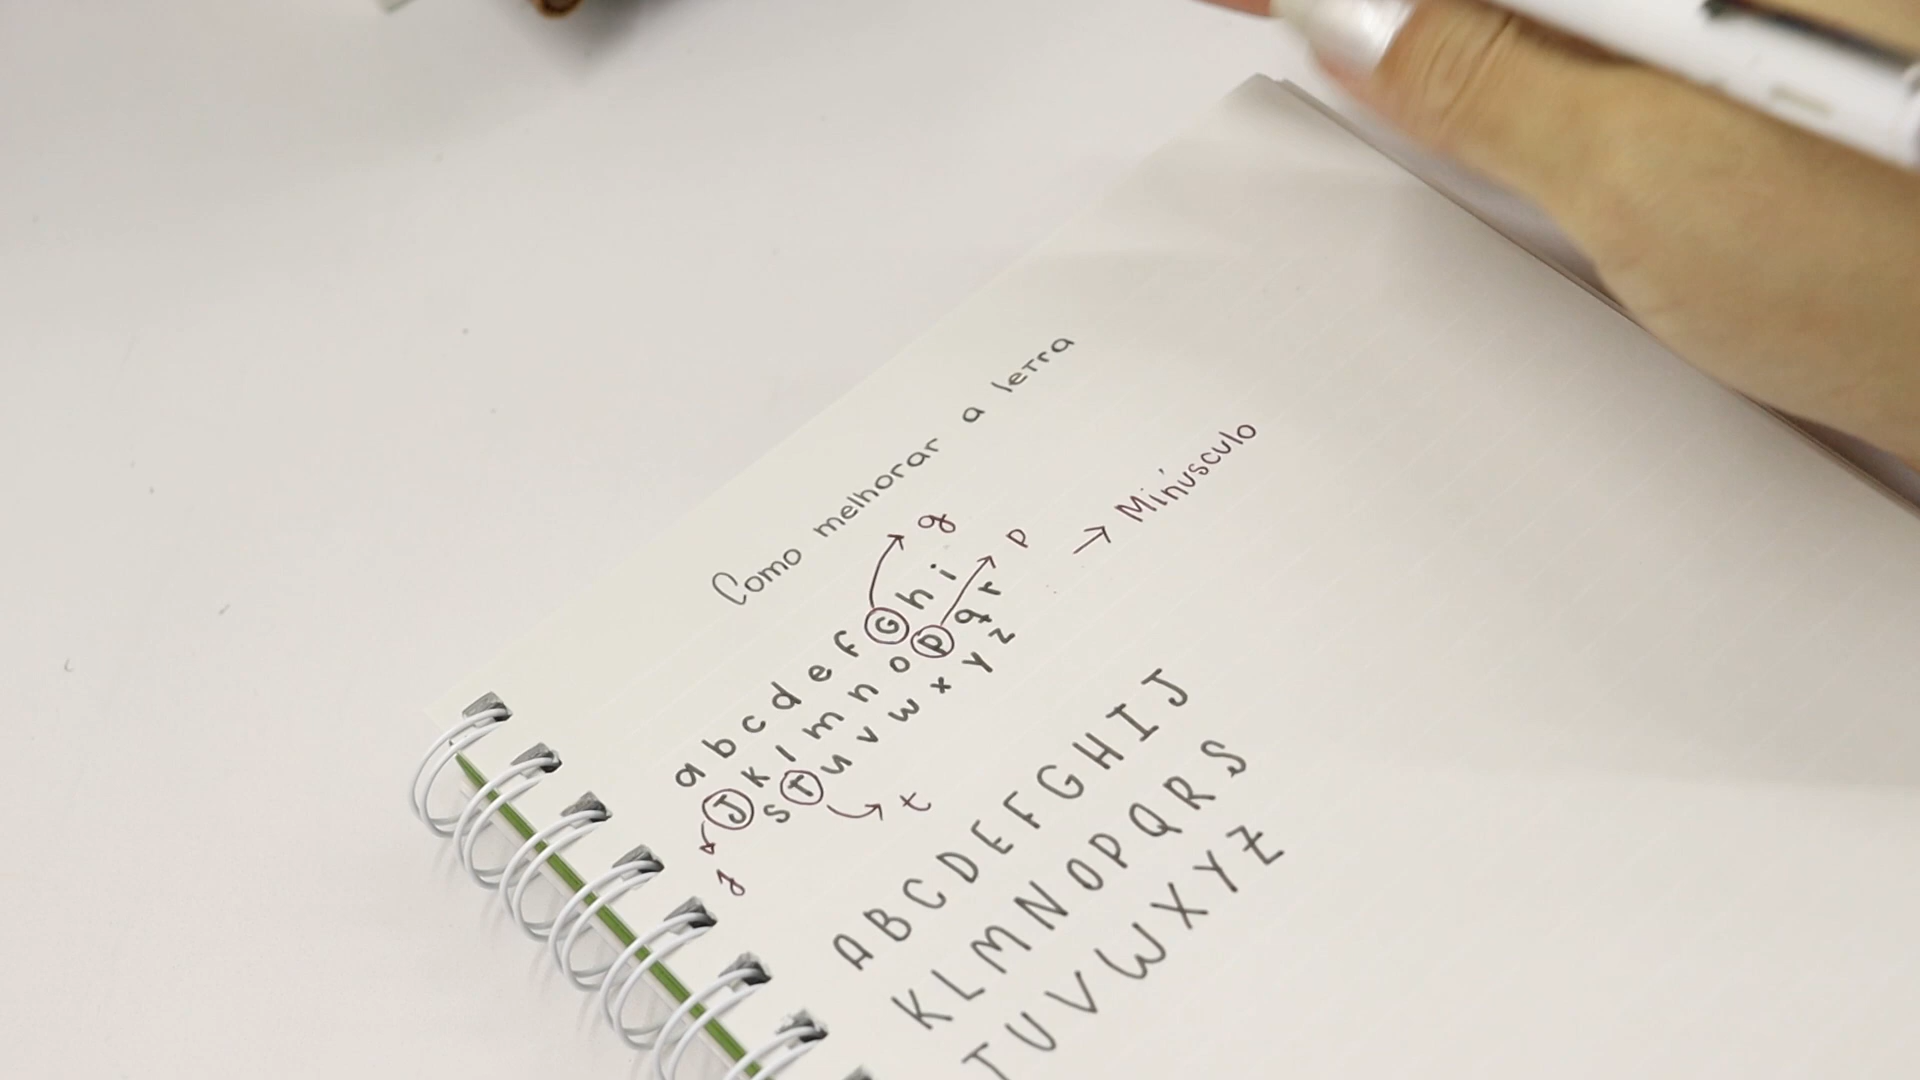 Como melhorar a letra
g
p
→ Minúsculo
a b c d e f G h i
J k l m n o p q r
s t u v w x y z
j
t
A B C D E F G H I J
K L M N O P Q R S
T U V W X Y Z